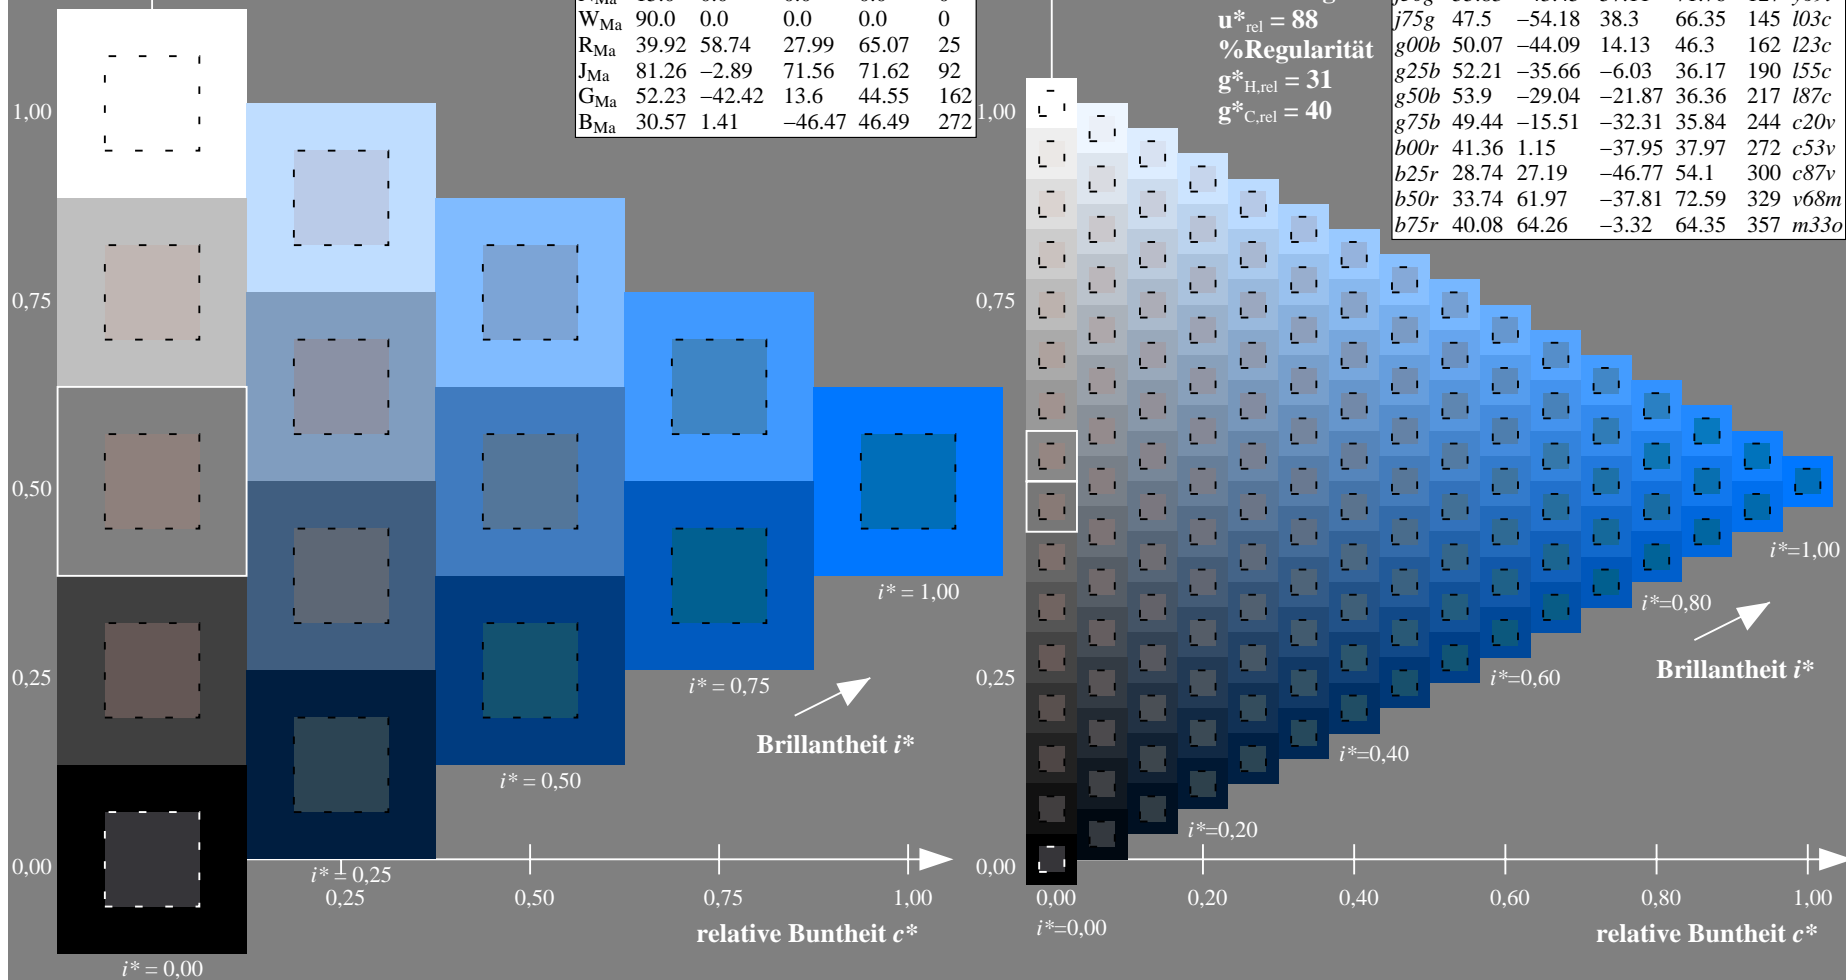 W_Ma 90.0 0.0 0.0 0.0 0
R_Ma 39.92 58.74 27.99 65.07 25
J_Ma 81.26 −2.89 71.56 71.62 92
G_Ma 52.23 −42.42 13.6 44.55 162
B_Ma 30.57 1.41 −46.47 46.49 272
1,00
0,75
0,50
0,25
0,00
i* = 1,00
i* = 0,75
Brillantheit i*
i* = 0,50
i* = 0,25
0,25 0,50 0,75 1,00
relative Buntheit c*
i* = 0,00
u*rel = 88
%Regularität
g*H,rel = 31
g*C,rel = 40
j75g 47.5 −54.18 38.3 66.35 145 l03c
g00b 50.07 −44.09 14.13 46.3 162 l23c
g25b 52.21 −35.66 −6.03 36.17 190 l55c
g50b 53.9 −29.04 −21.87 36.36 217 l87c
g75b 49.44 −15.51 −32.31 35.84 244 c20v
b00r 41.36 1.15 −37.95 37.97 272 c53v
b25r 28.74 27.19 −46.77 54.1 300 c87v
b50r 33.74 61.97 −37.81 72.59 329 v68m
b75r 40.08 64.26 −3.32 64.35 357 m33o
1,00
0,75
0,50
0,25
0,00
i*=1,00
i*=0,80
Brillantheit i*
i*=0,60
i*=0,40
i*=0,20
0,00 0,20 0,40 0,60 0,80 1,00
i*=0,00
relative Buntheit c*